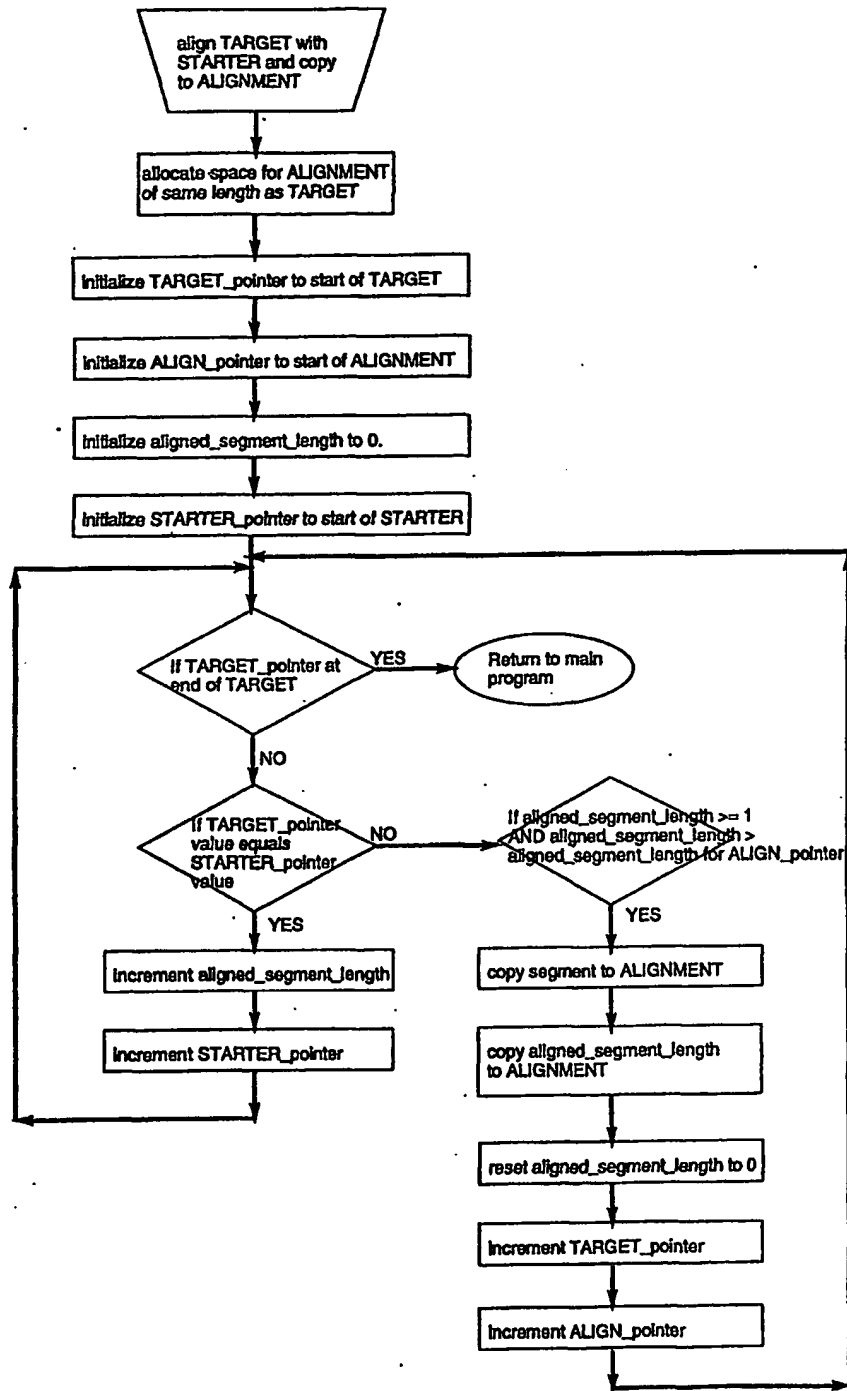 align TARGET with
STARTER and copy
to ALIGNMENT
allocate space for ALIGNMENT
of same length as TARGET
initialize TARGET_pointer to start of TARGET
initialize ALIGN_pointer to start of ALIGNMENT
initialize aligned_segment_length to 0.
initialize STARTER_pointer to start of STARTER
If TARGET_pointer at
end of TARGET
YES
Return to main
program
NO
If TARGET_pointer
value equals
STARTER_pointer
value
NO
If aligned_segment_length >= 1
AND aligned_segment_length >
aligned_segment_length for ALIGN_pointer
YES
YES
increment aligned_segment_length
copy segment to ALIGNMENT
increment STARTER_pointer
copy aligned_segment_length
to ALIGNMENT
reset aligned_segment_length to 0
increment TARGET_pointer
increment ALIGN_pointer